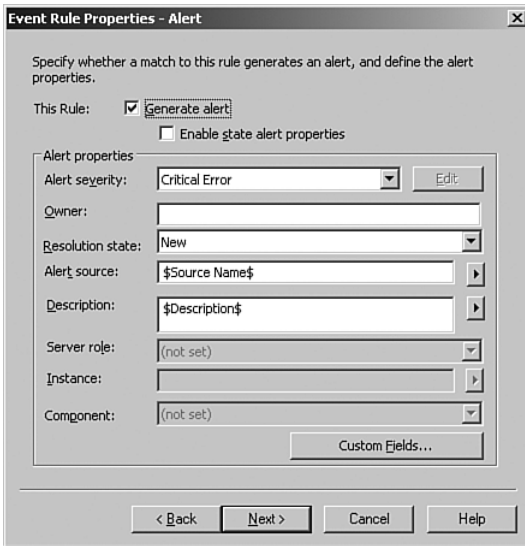 Event Rule Properties - Alert
Specify whether a match to this rule generates an alert, and define the alert
properties.
This Rule: Generate alert
Enable state alert properties
Alert properties
Alert severity: Critical Error Edit
Owner:
Resolution state: New
Alert source: $Source Name$
Description: $Description$
Server role: (not set)
Instance:
Component: (not set)
Custom Fields...
< Back Next > Cancel Help